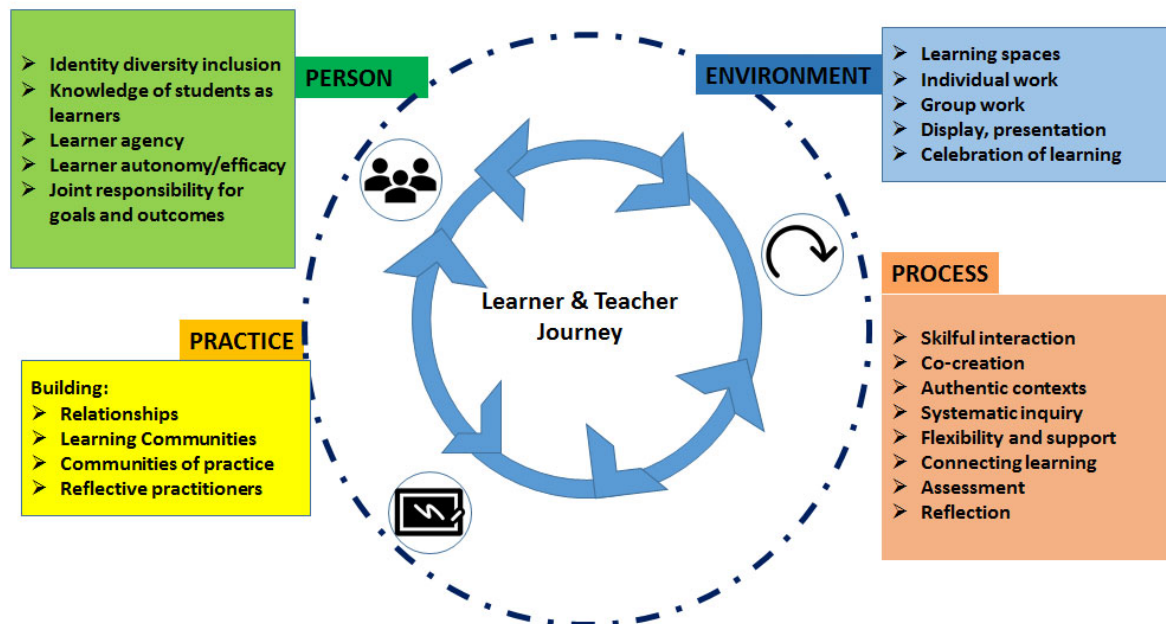 PERSON
➢ Identity diversity inclusion
➢ Knowledge of students as
learners
➢ Learner agency
➢ Learner autonomy/efficacy
➢ Joint responsibility for
goals and outcomes
ENVIRONMENT
➢ Learning spaces
➢ Individual work
➢ Group work
➢ Display, presentation
➢ Celebration of learning
Learner & Teacher
Journey
PRACTICE
Building:
➢ Relationships
➢ Learning Communities
➢ Communities of practice
➢ Reflective practitioners
PROCESS
➢ Skilful interaction
➢ Co-creation
➢ Authentic contexts
➢ Systematic inquiry
➢ Flexibility and support
➢ Connecting learning
➢ Assessment
➢ Reflection